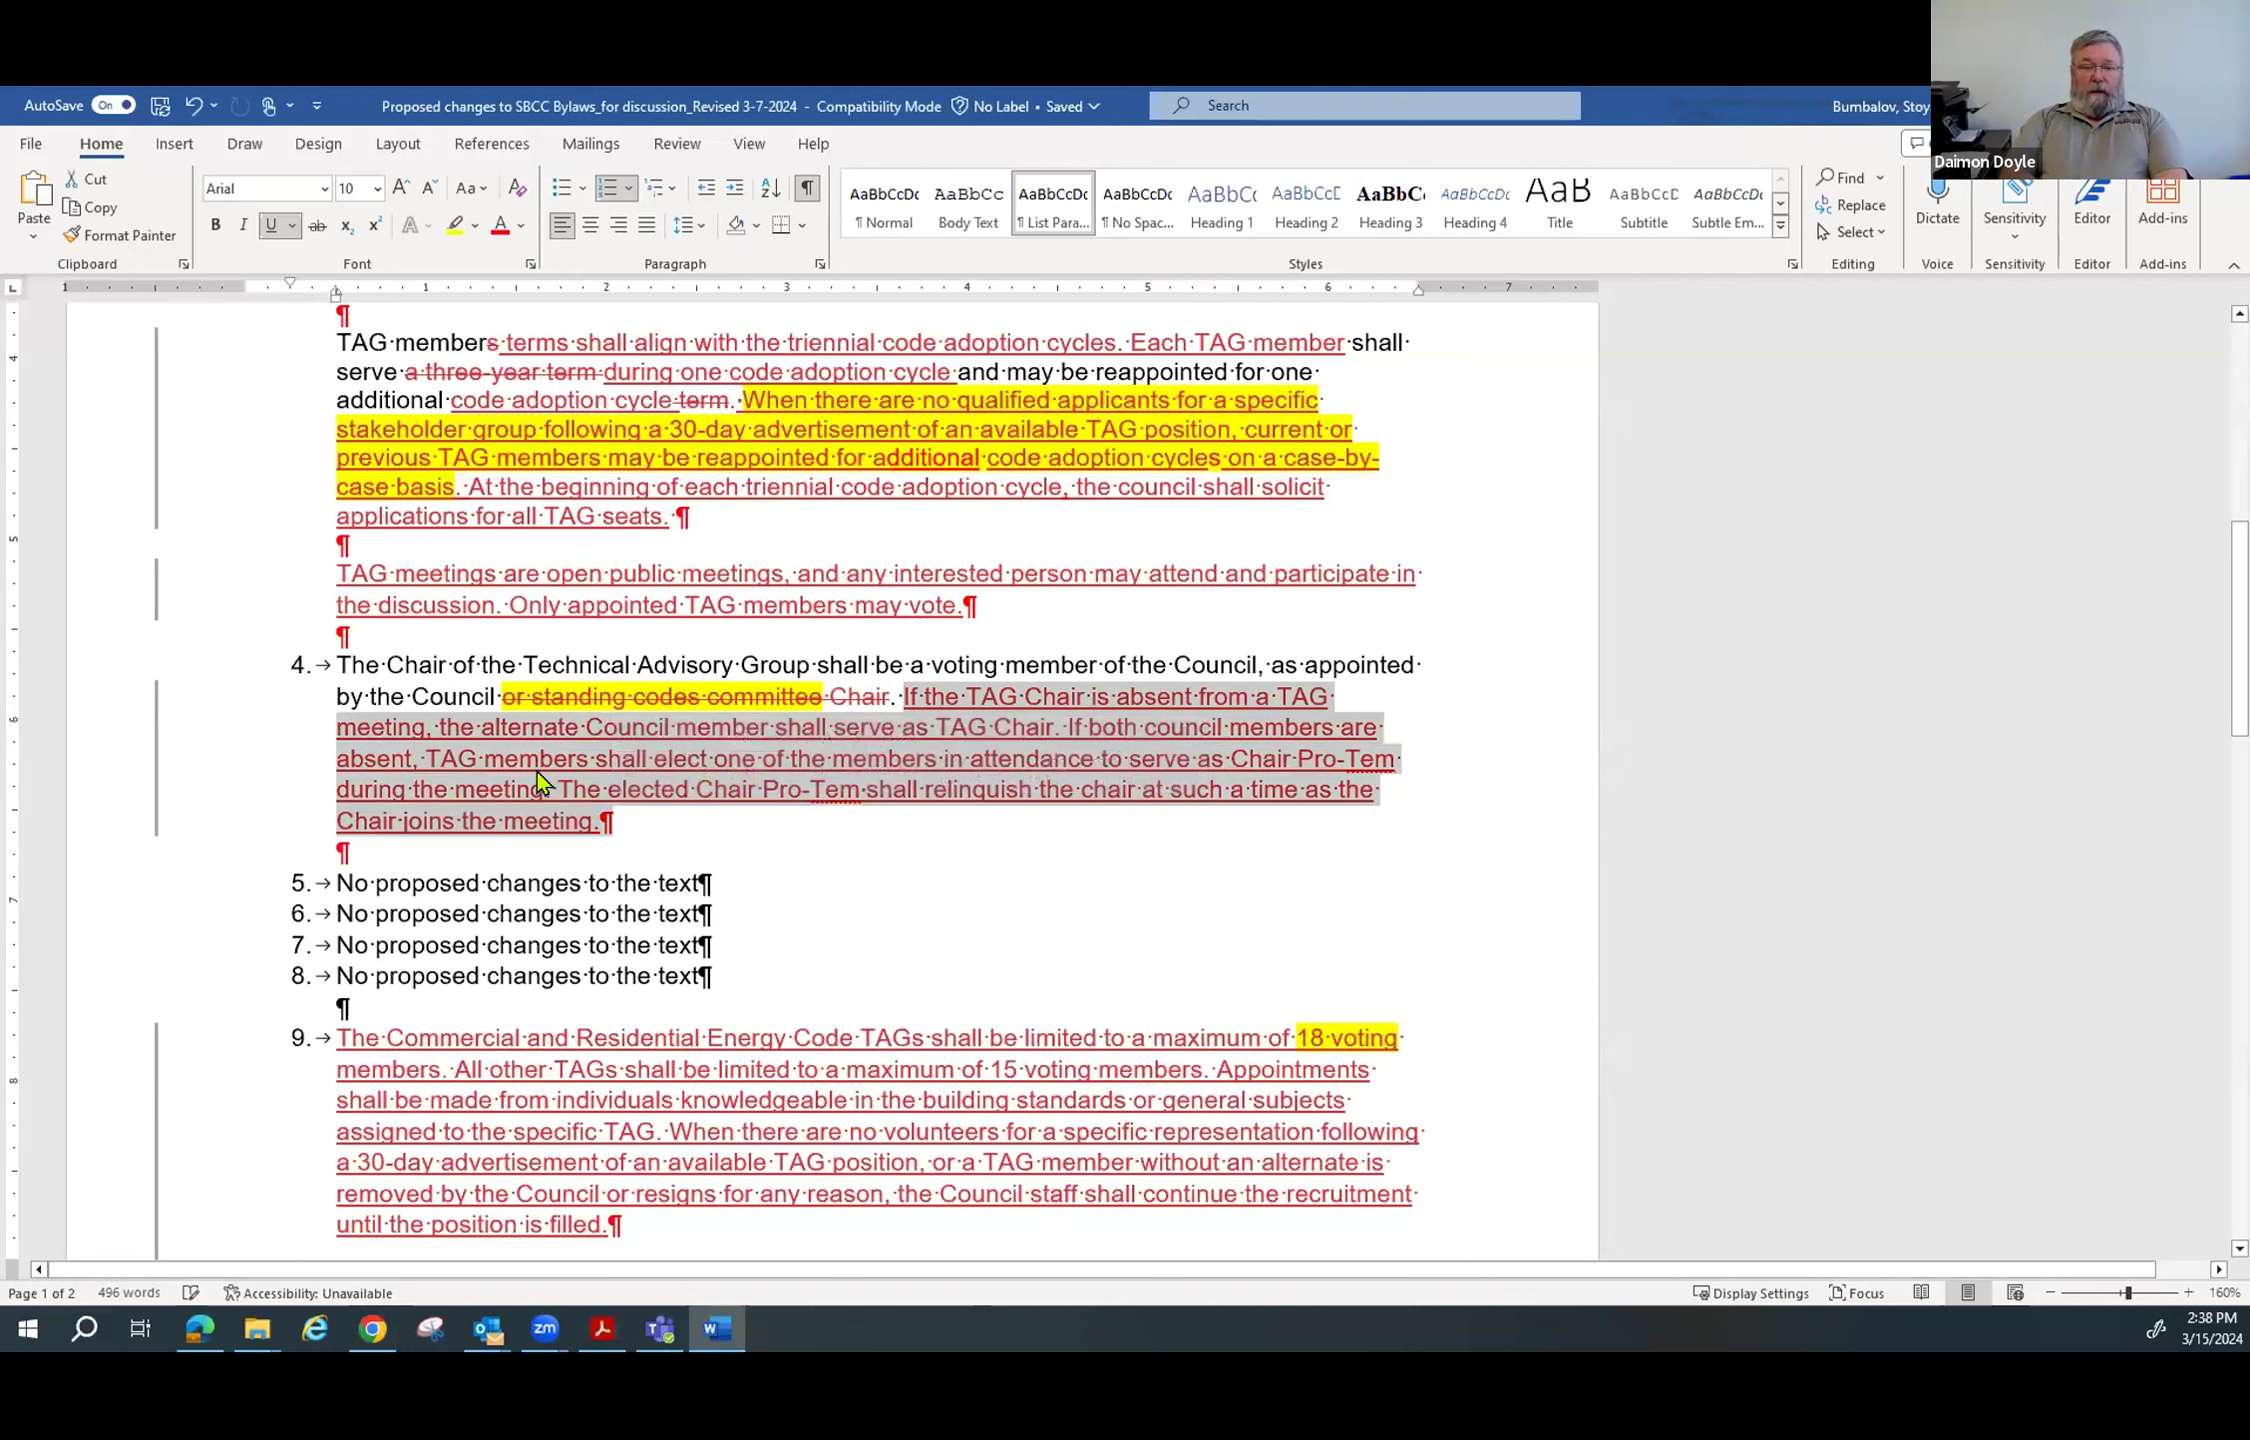 AutoSave On Proposed changes to SBCC Bylaws_for discussion_Revised 3-7-2024 - Compatibility Mode No Label • Saved Search Bumbalov, Stoy
Daimon Doyle
File Home Insert Draw Design Layout References Mailings Review View Help
Paste
Cut
Copy
Format Painter
Clipboard
Arial 10
Font
Paragraph
AaBbCcDc AaBbCc AaBbCcDc AaBbCcDc AaBbC( AaBbCcD AaBbC( AaBbCcDc AaB AaBbCcD AaBbCcDc
¶ Normal Body Text ¶ List Para... ¶ No Spac... Heading 1 Heading 2 Heading 3 Heading 4 Title Subtitle Subtle Em...
Styles
Find
Replace
Select
Editing
Dictate
Voice
Sensitivity
Sensitivity
Editor
Editor
Add-ins
Add-ins
1 1 2 3 4 5 6 7
¶
TAG members terms shall align with the triennial code adoption cycles. Each TAG member shall
serve a three-year term during one code adoption cycle and may be reappointed for one
additional code adoption cycle term. When there are no qualified applicants for a specific
stakeholder group following a 30-day advertisement of an available TAG position, current or
previous TAG members may be reappointed for additional code adoption cycles on a case-by-
case basis. At the beginning of each triennial code adoption cycle, the council shall solicit
applications for all TAG seats. ¶
¶
TAG meetings are open public meetings, and any interested person may attend and participate in
the discussion. Only appointed TAG members may vote.¶
¶
4.→The Chair of the Technical Advisory Group shall be a voting member of the Council, as appointed
by the Council or standing codes committee Chair. If the TAG Chair is absent from a TAG
meeting, the alternate Council member shall serve as TAG Chair. If both council members are
absent, TAG members shall elect one of the members in attendance to serve as Chair Pro-Tem
during the meeting. The elected Chair Pro-Tem shall relinquish the chair at such a time as the
Chair joins the meeting.¶
¶
5.→No proposed changes to the text¶
6.→No proposed changes to the text¶
7.→No proposed changes to the text¶
8.→No proposed changes to the text¶
¶
9.→The Commercial and Residential Energy Code TAGs shall be limited to a maximum of 18 voting
members. All other TAGs shall be limited to a maximum of 15 voting members. Appointments
shall be made from individuals knowledgeable in the building standards or general subjects
assigned to the specific TAG. When there are no volunteers for a specific representation following
a 30-day advertisement of an available TAG position, or a TAG member without an alternate is
removed by the Council or resigns for any reason, the Council staff shall continue the recruitment
until the position is filled.¶
Page 1 of 2 496 words Accessibility: Unavailable Display Settings Focus 160%
2:38 PM
3/15/2024